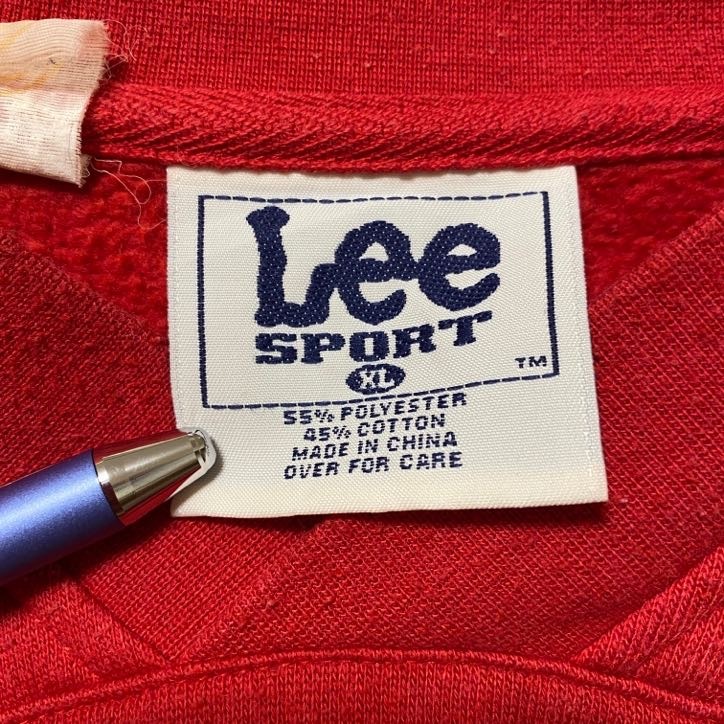 Lee
SPORT
XL
TM
55% POLYESTER
45% COTTON
MADE IN CHINA
OVER FOR CARE